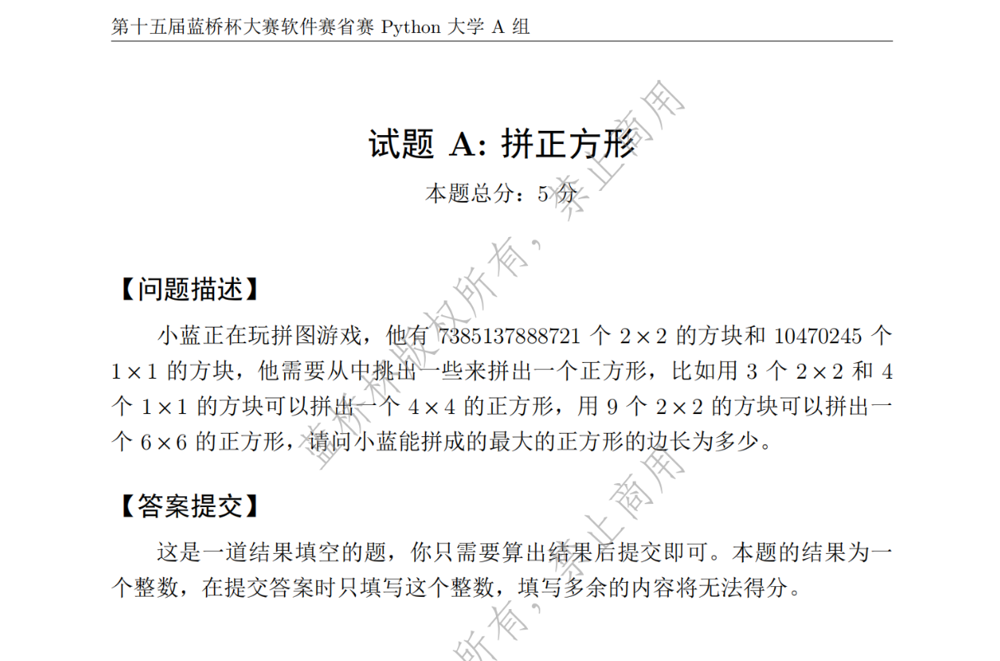 第十五届蓝桥杯大赛软件赛省赛 Python 大学 A 组
试题 A: 拼正方形
本题总分：5 分
【问题描述】
小蓝正在玩拼图游戏，他有 7385137888721 个 2 × 2 的方块和 10470245 个
1 × 1 的方块，他需要从中挑出一些来拼出一个正方形，比如用 3 个 2 × 2 和 4
个 1 × 1 的方块可以拼出一个 4 × 4 的正方形，用 9 个 2 × 2 的方块可以拼出一
个 6 × 6 的正方形，请问小蓝能拼成的最大的正方形的边长为多少。
【答案提交】
这是一道结果填空的题，你只需要算出结果后提交即可。本题的结果为一
个整数，在提交答案时只填写这个整数，填写多余的内容将无法得分。
蓝桥杯版权所有，禁止商用
所有，禁止商用